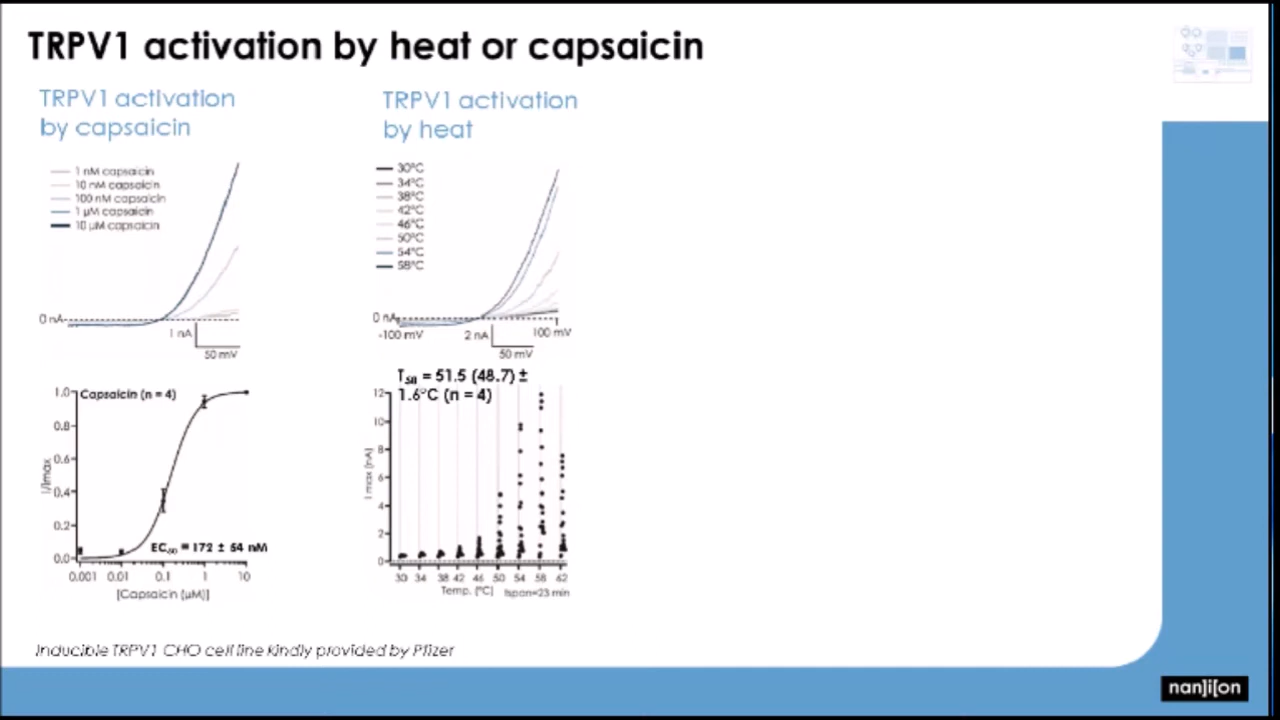 TRPV1 activation by heat or capsaicin
TRPV1 activation
by capsaicin
1 nM capsaicin
10 nM capsaicin
100 nM capsaicin
1 µM capsaicin
10 µM capsaicin
0 nA
1 nA
50 mV
1.0
0.8
0.6
0.4
0.2
0.0
I/Imax
Capsaicin (n = 4)
EC₅₀ = 172 ± 54 nM
0.001 0.01 0.1 1 10
[Capsaicin (µM)]
TRPV1 activation
by heat
30°C
34°C
38°C
42°C
46°C
50°C
54°C
58°C
0 nA
-100 mV
2 nA
100 mV
50 mV
T₅₀ = 51.5 (48.7) ±
1.6°C (n = 4)
12
10
8
6
4
2
0
I max (nA)
30 34 38 42 46 50 54 58 62
Temp. (°C)
tspan=23 min
Inducible TRPV1 CHO cell line kindly provided by Pfizer
nan]i[on